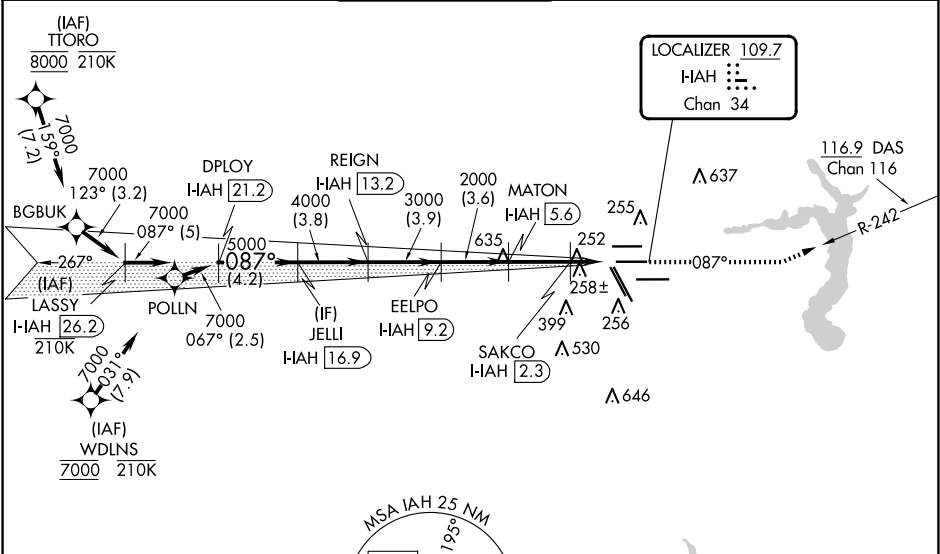 (IAF)
TTORO
8000 210K
7000
159°
(7.2)
LOCALIZER 109.7
I-IAH
Chan 34
116.9 DAS
Chan 116
R-242
637
DPLOY
I-IAH 21.2
REIGN
I-IAH 13.2
7000
123° (3.2)
BGBUK
7000
087° (5)
4000
(3.8)
3000
(3.9)
2000
(3.6)
MATON
I-IAH 5.6
255
635
252
5000
087°
(4.2)
267°
087°
(IAF)
LASSY
I-IAH 26.2
210K
POLLN
7000
067° (2.5)
(IF)
JELLI
I-IAH 16.9
EELPO
I-IAH 9.2
258±
399
256
SAKCO
I-IAH 2.3
530
646
7000
031°
(7.9)
(IAF)
WDLNS
7000 210K
MSA IAH 25 NM
195°